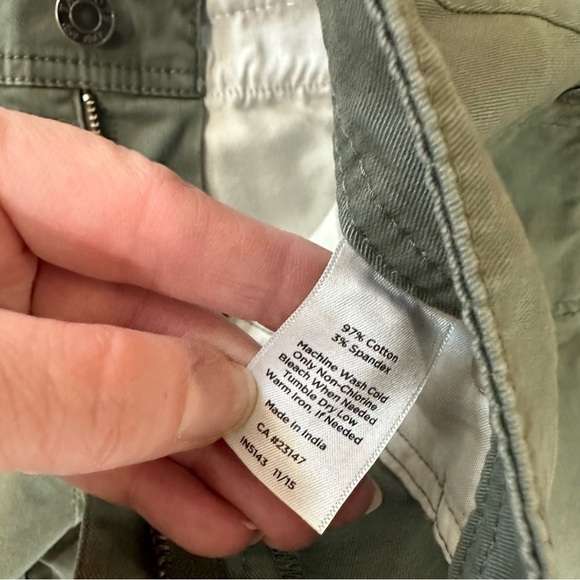 97% Cotton
3% Spandex
Machine Wash Cold
Only Non-Chlorine
Bleach When Needed
Tumble Dry Low
Warm Iron, If Needed
Made in India
CA #23147
IN5143 11/15